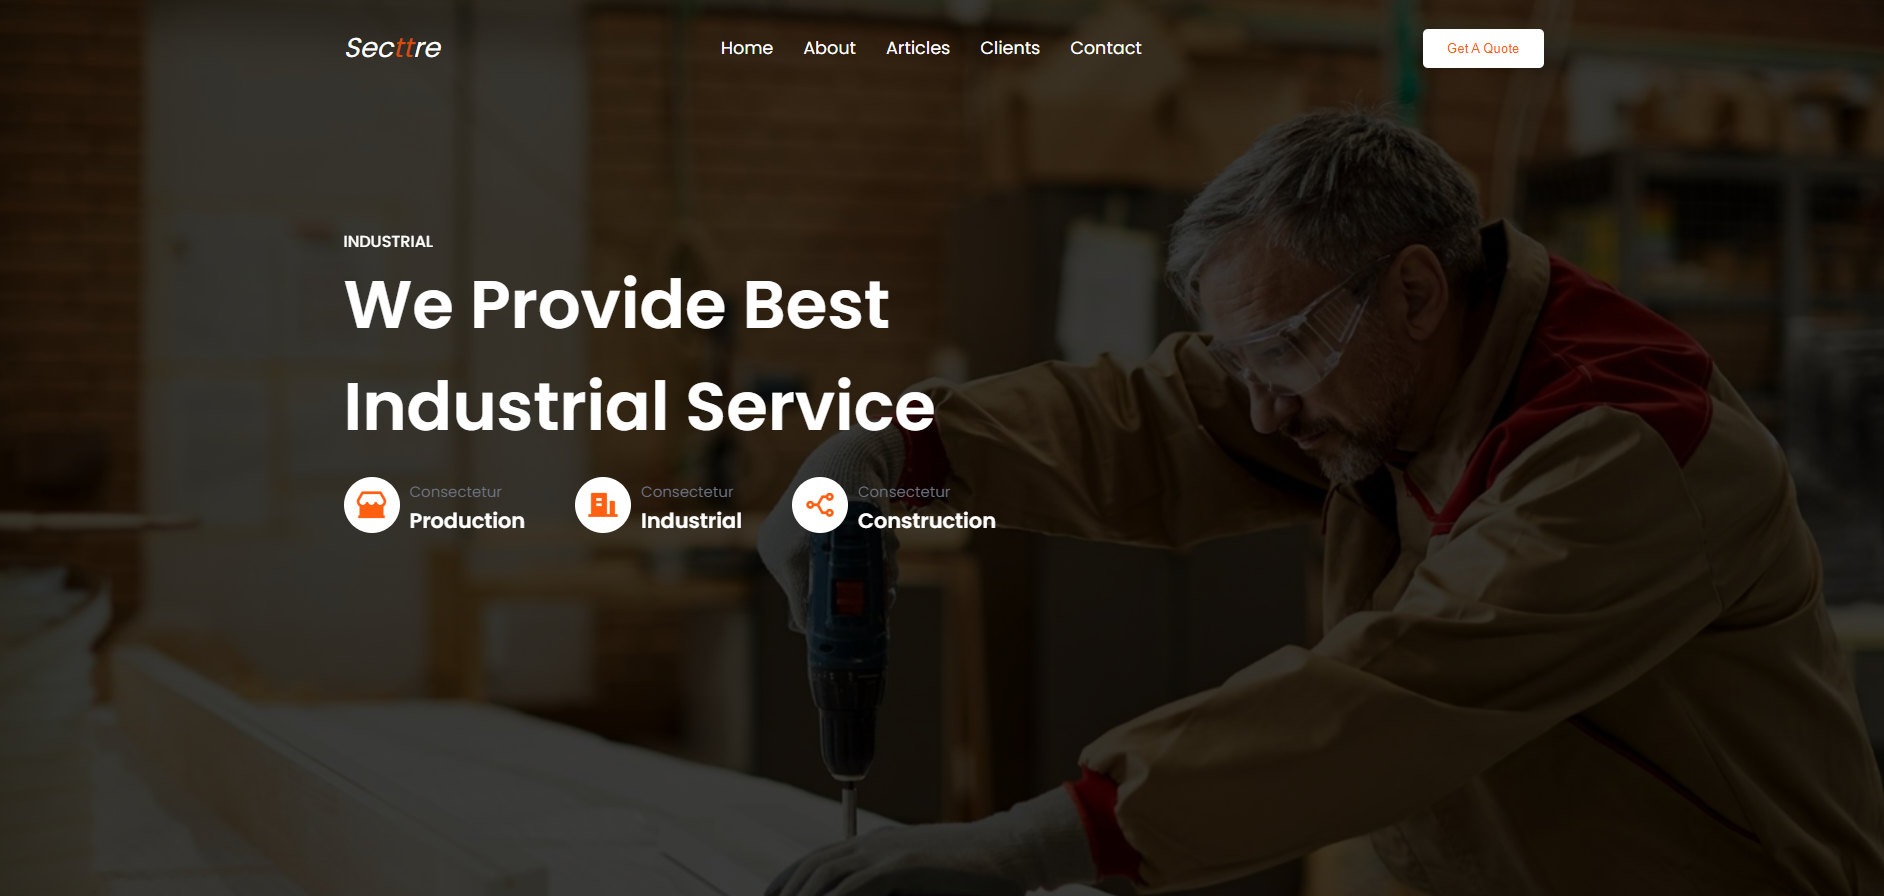 Secttre
Home About Articles Clients Contact
Get A Quote
INDUSTRIAL
We Provide Best
Industrial Service
Consectetur
Production
Consectetur
Industrial
Consectetur
Construction